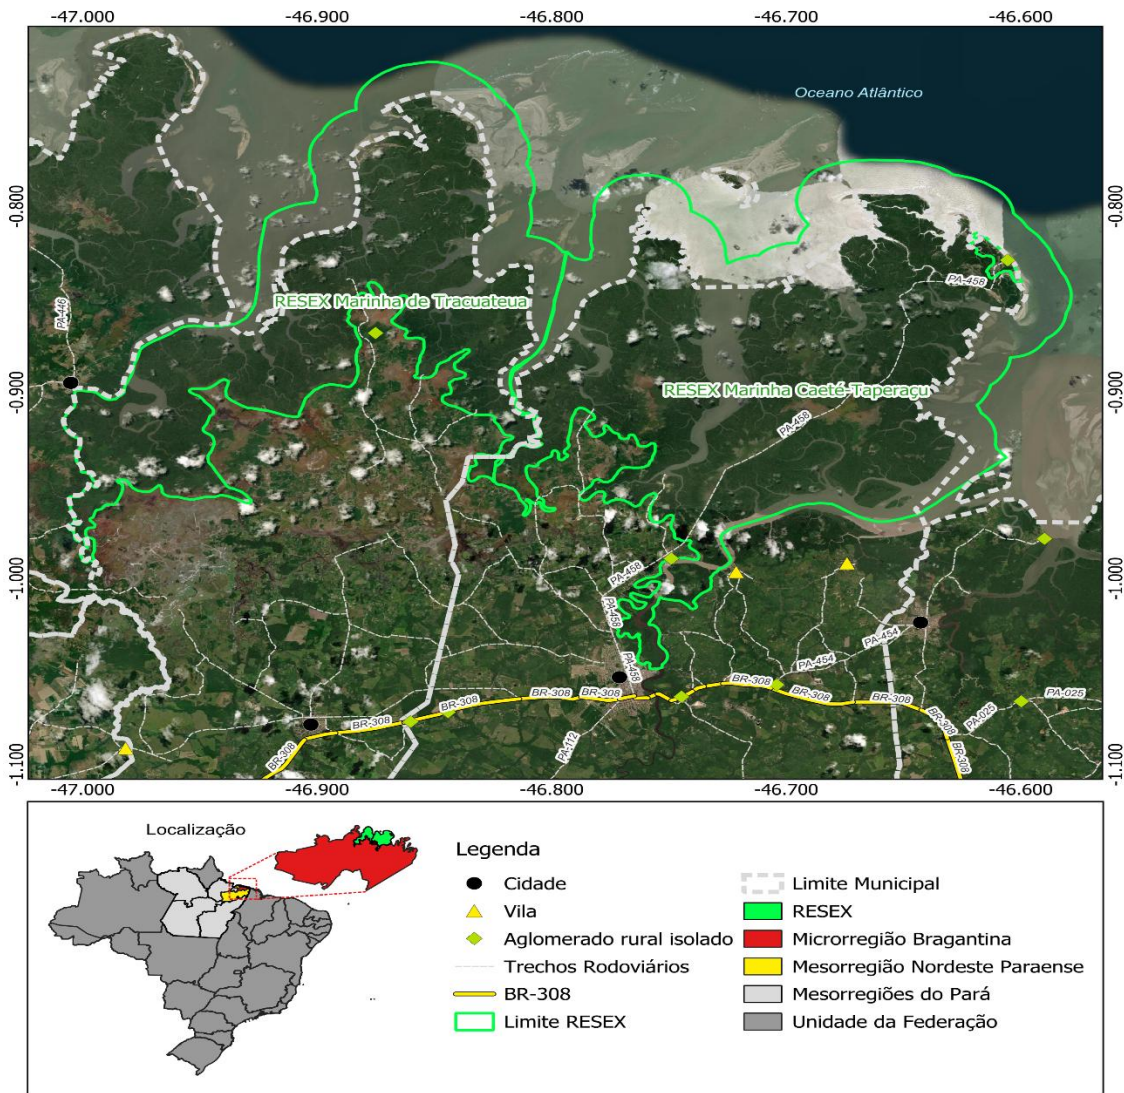 -47.000 -46.900 -46.800 -46.700 -46.600
Oceano Atlântico
-0.800 -0.800
PA-458
RESEX Marinha de Tracuateua
PA-446
-0.900 -0.900
RESEX Marinha Caeté-Taperaçu
PA-458
-1.000 -1.000
PA-458
PA-458
PA-454
PA-458
PA-454
BR-308
PA-025
BR-308 BR-308 BR-308 BR-308 BR-308
BR-308
PA-025
BR-308
PA-112
BR-308
-1.100 -1.100
-47.000 -46.900 -46.800 -46.700 -46.600
Localização
Legenda
Cidade
Vila
Aglomerado rural isolado
Trechos Rodoviários
BR-308
Limite RESEX
Limite Municipal
RESEX
Microrregião Bragantina
Mesorregião Nordeste Paraense
Mesorregiões do Pará
Unidade da Federação